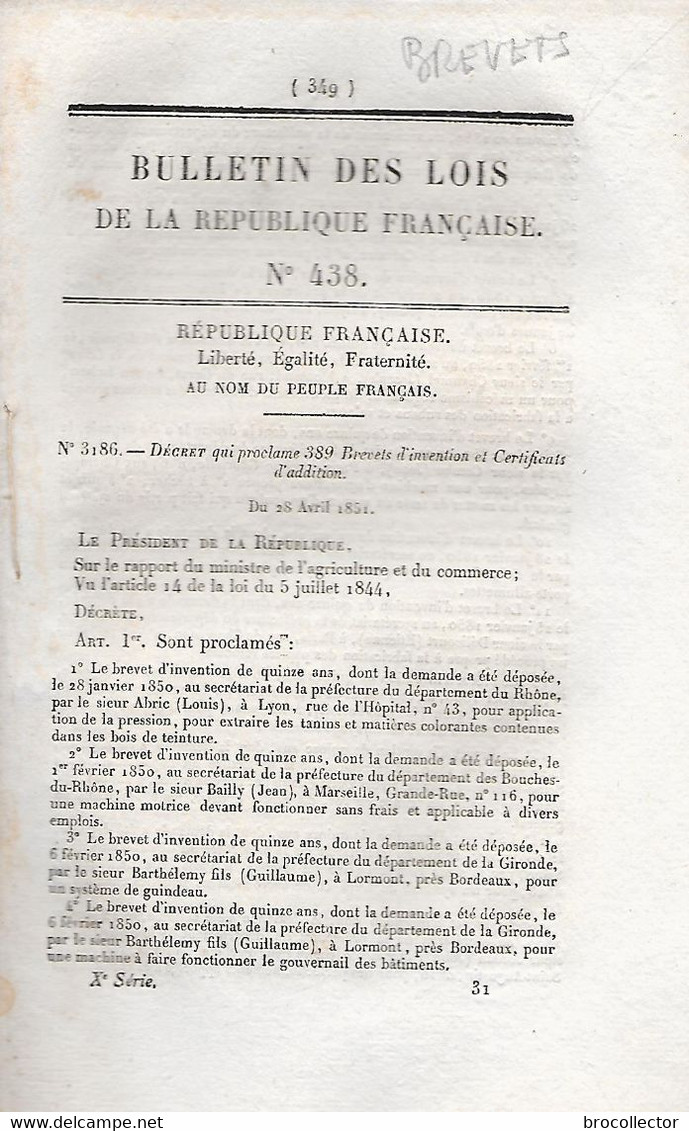 BREVETS
( 349 )
BULLETIN DES LOIS
DE LA REPUBLIQUE FRANÇAISE.
N° 438.
RÉPUBLIQUE FRANÇAISE.
Liberté, Égalité, Fraternité.
AU NOM DU PEUPLE FRANÇAIS.
N° 3186. — DÉCRET qui proclame 389 Brevets d'invention et Certificats
d'addition.
Du 28 Avril 1851.
LE PRÉSIDENT DE LA RÉPUBLIQUE,
Sur le rapport du ministre de l'agriculture et du commerce;
Vu l'article 14 de la loi du 5 juillet 1844,
DÉCRÈTE,
ART. 1er. Sont proclamés :
1° Le brevet d'invention de quinze ans, dont la demande a été déposée,
le 28 janvier 1850, au secrétariat de la préfecture du département du Rhône,
par le sieur Abric (Louis), à Lyon, rue de l'Hôpital, n° 43, pour applica-
tion de la pression, pour extraire les tanins et matières colorantes contenues
dans les bois de teinture.
2° Le brevet d'invention de quinze ans, dont la demande a été déposée, le
1er février 1850, au secrétariat de la préfecture du département des Bouches-
du-Rhône, par le sieur Bailly (Jean), à Marseille, Grande-Rue, n° 116, pour
une machine motrice devant fonctionner sans frais et applicable à divers
emplois.
3° Le brevet d'invention de quinze ans, dont la demande a été déposée, le
6 février 1850, au secrétariat de la préfecture du département de la Gironde,
par le sieur Barthélemy fils (Guillaume), à Lormont, près Bordeaux, pour
un système de guindeau.
4° Le brevet d'invention de quinze ans, dont la demande a été déposée, le
6 février 1850, au secrétariat de la préfecture du département de la Gironde,
par le sieur Barthélemy fils (Guillaume), à Lormont, près Bordeaux, pour
une machine à faire fonctionner le gouvernail des bâtiments.
Xe Série. 31
delcampe.net
brocollector